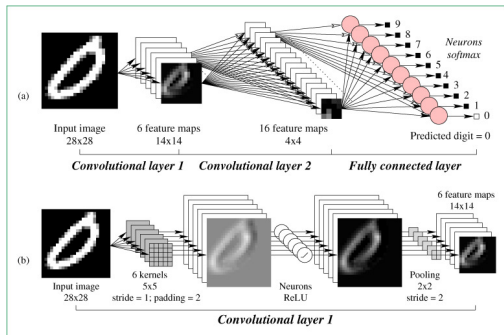 (a)
Input image
28x28
6 feature maps
14x14
16 feature maps
4x4
9
8
7
6
5
4
3
2
1
0
Neurons
softmax
Predicted digit = 0
Convolutional layer 1
Convolutional layer 2
Fully connected layer
(b)
Input image
28x28
6 kernels
5x5
stride = 1; padding = 2
Neurons
ReLU
Pooling
2x2
stride = 2
6 feature maps
14x14
Convolutional layer 1